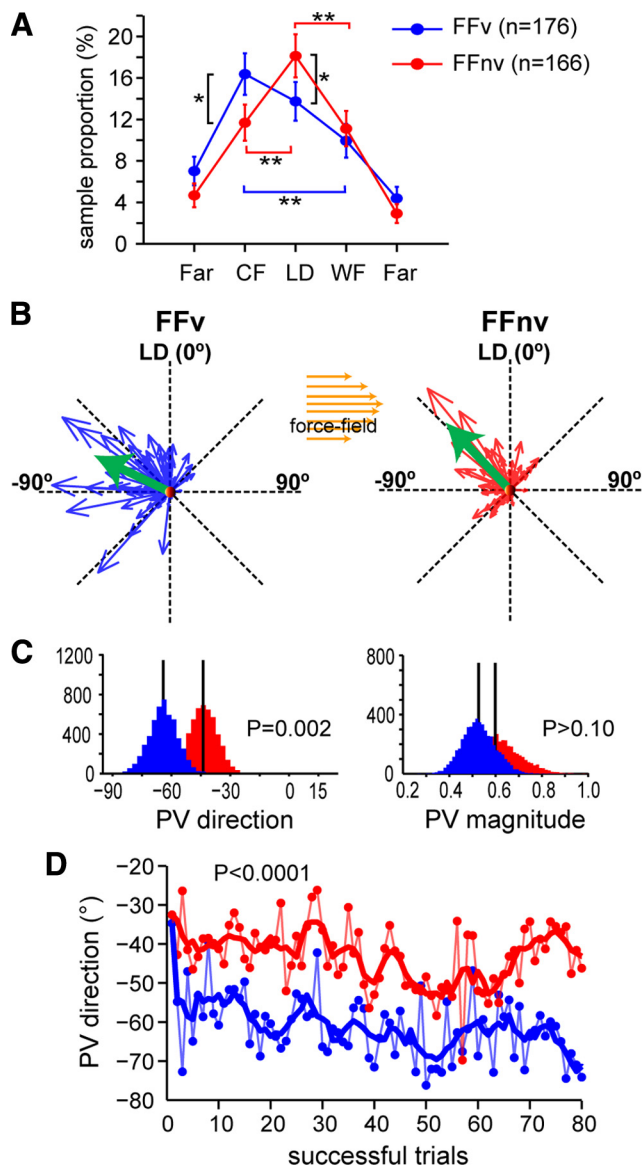 A
sample proportion (%)
20
16
12
8
4
0
**
*
*
**
**
FFv (n=176)
FFnv (n=166)
Far CF LD WF Far
B
FFv
LD (0º)
-90º
90º
force-field
FFnv
LD (0º)
-90º
90º
C
1200
800
400
0
P=0.002
−90 −60 −30 0 15
PV direction
800
400
0
P>0.10
0.2 0.4 0.6 0.8 1.0
PV magnitude
D
PV direction (°)
−20
−30
−40
−50
−60
−70
−80
P<0.0001
0 10 20 30 40 50 60 70 80
successful trials